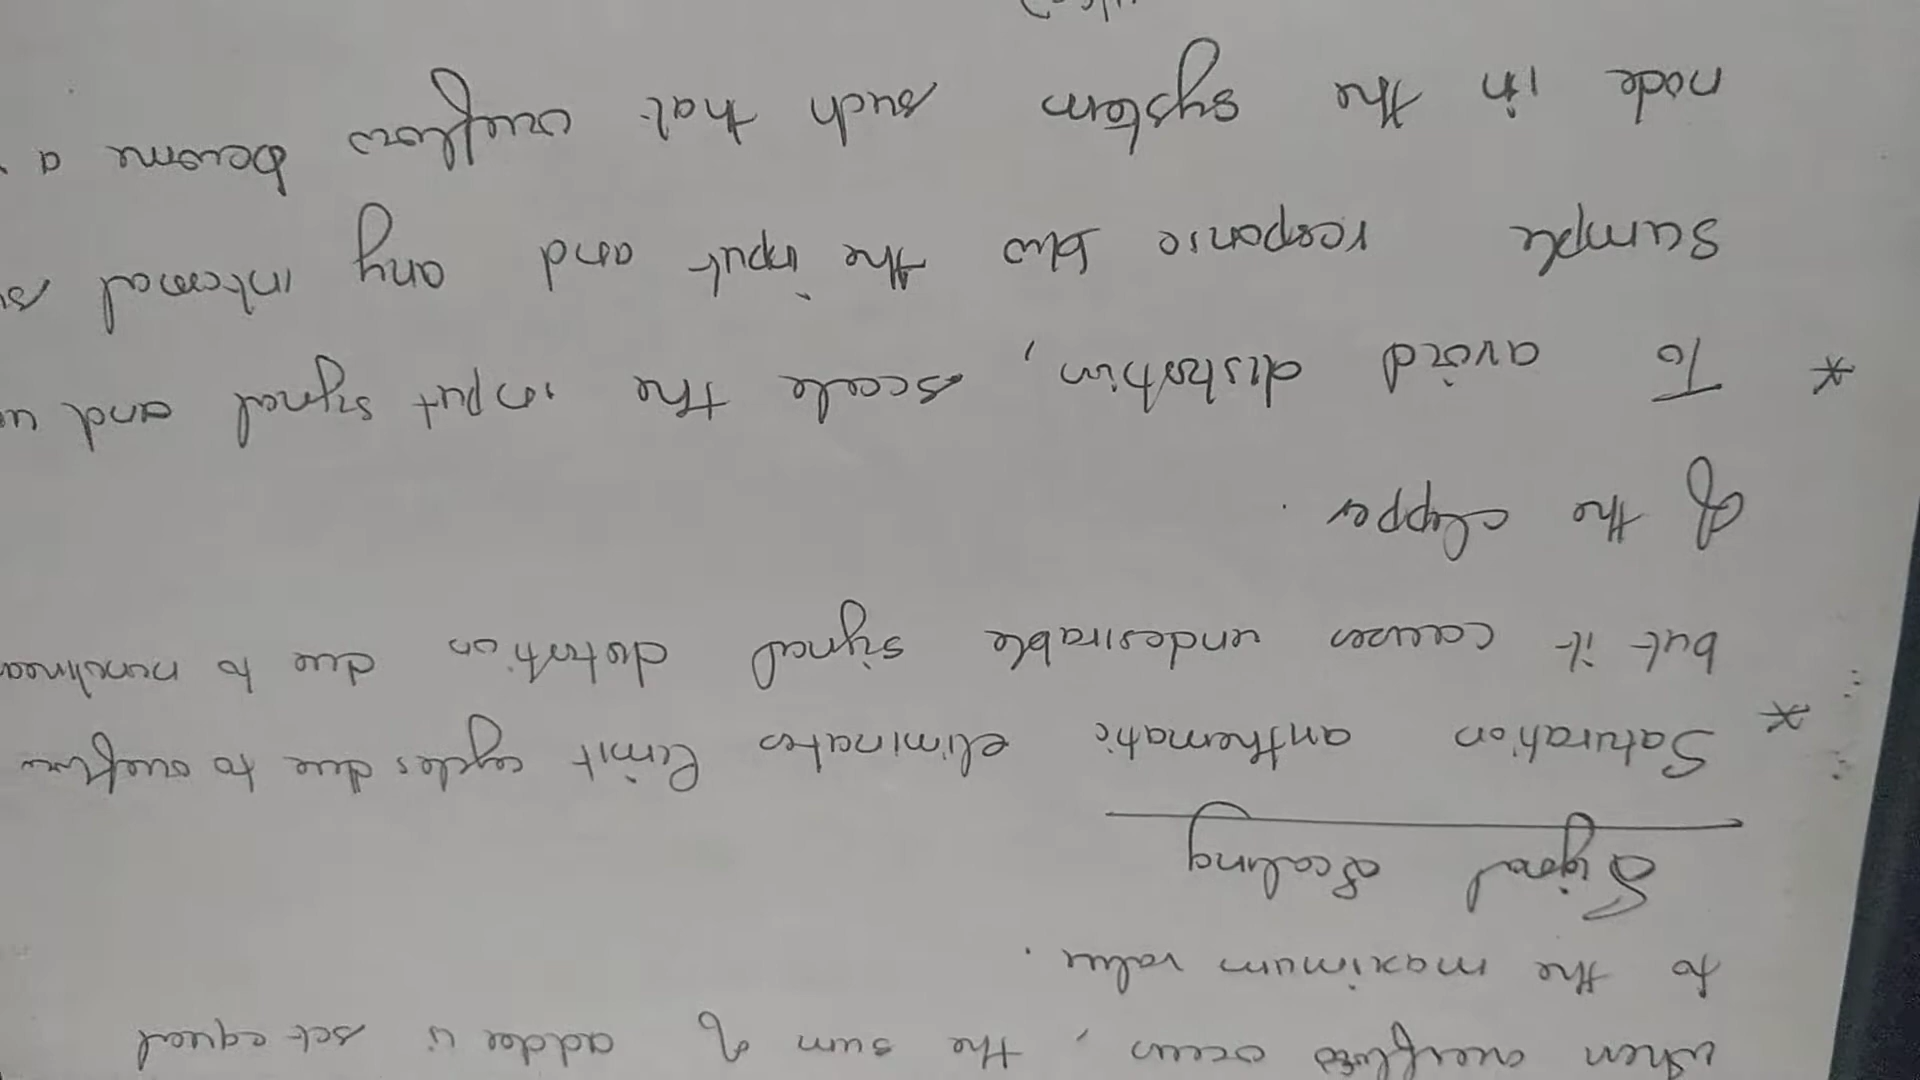 when overflow occurs, the sum of adder is set equal
to the maximum value.
Signal Scaling
* Saturation arithematic eliminates limit cycles due to overflow
but it causes undesirable signal distortion due to nonlinea
of the clipper.
* To avoid distortion, scale the input signal and u
Sample response b/w the input and any internal s
node in the system such that overflow become a